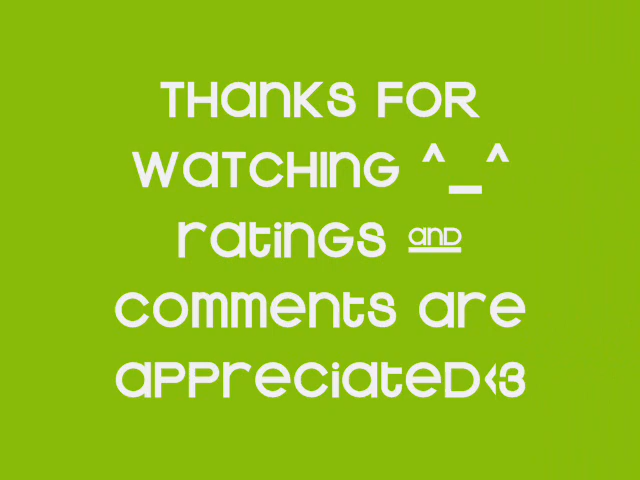 THanKS FOR
WaTCHING ^_^
ratings and
comments are
aPPreciateD<3